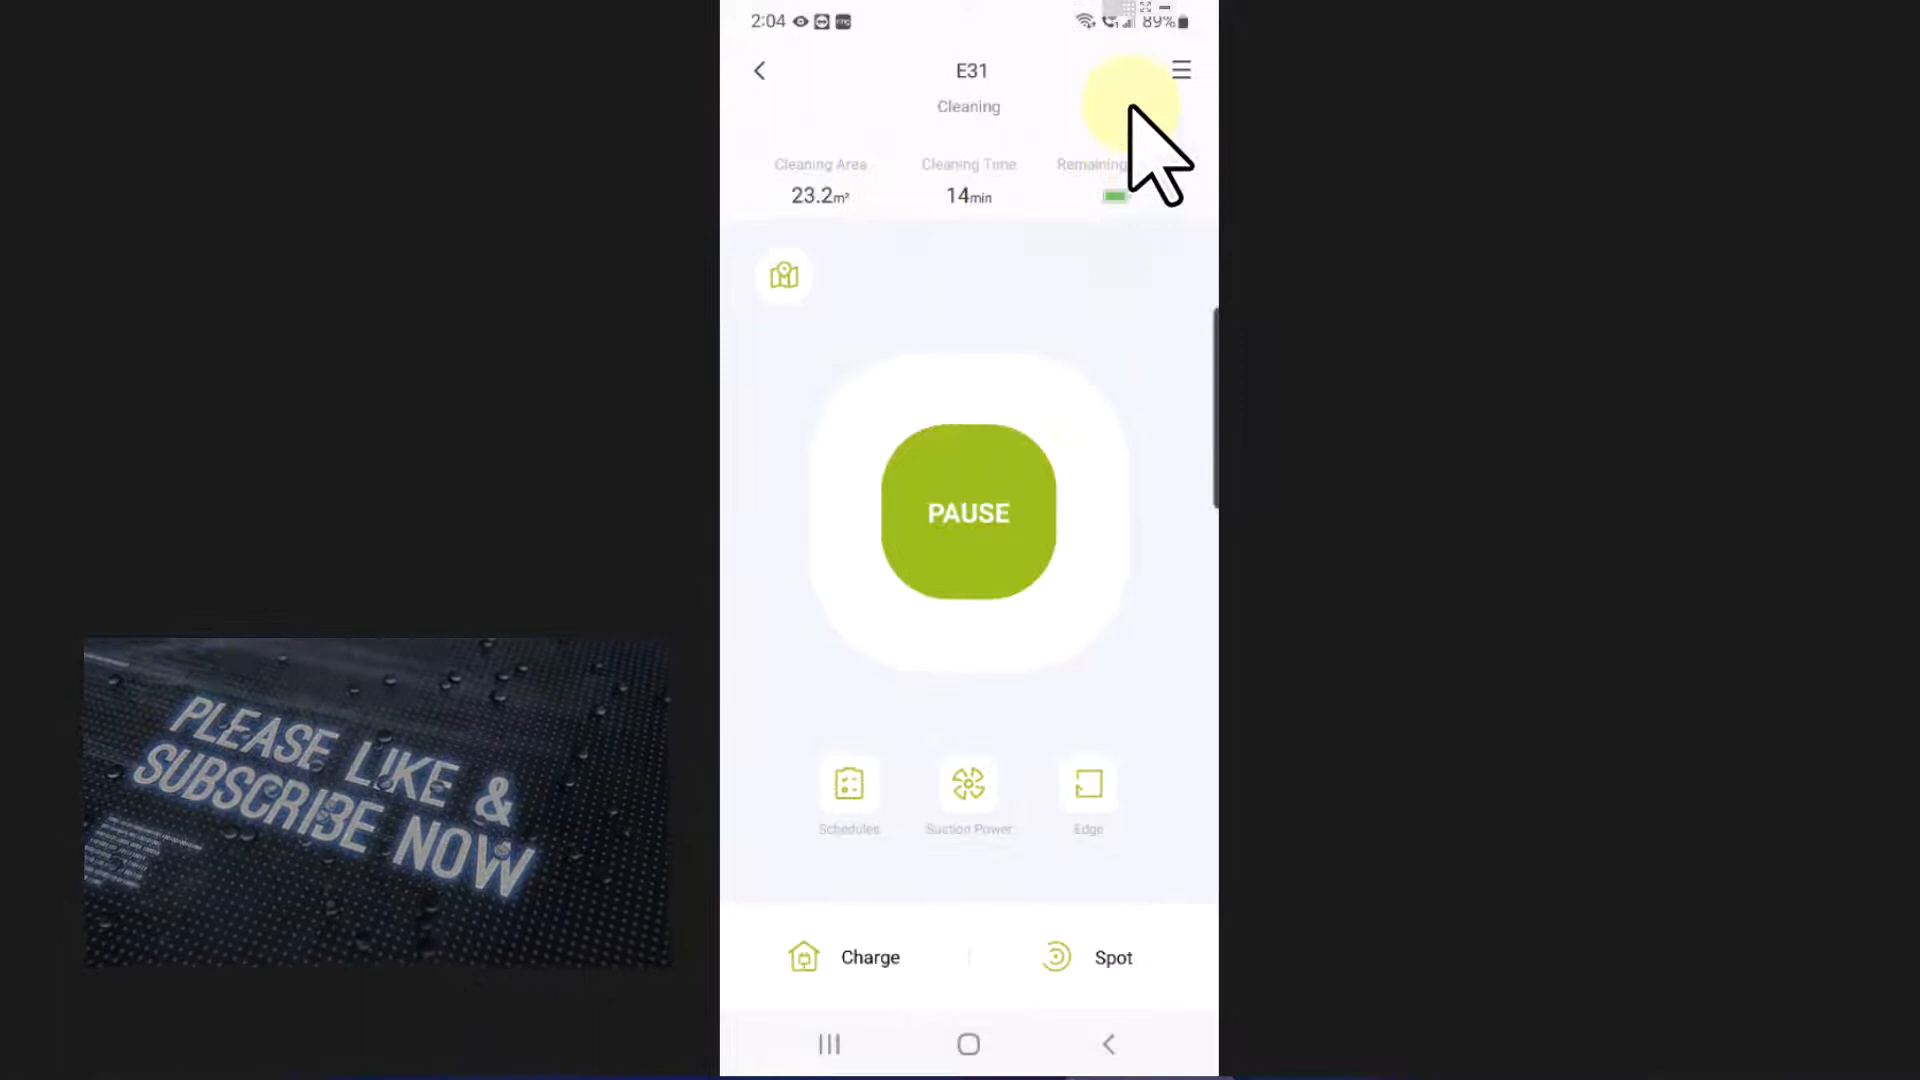 2:04
89%
E31
Cleaning
Cleaning Area
Cleaning Time
Remaining
23.2m²
14min
PAUSE
Schedules
Suction Power
Edge
Charge
Spot
PLEASE LIKE &
SUBSCRIBE NOW